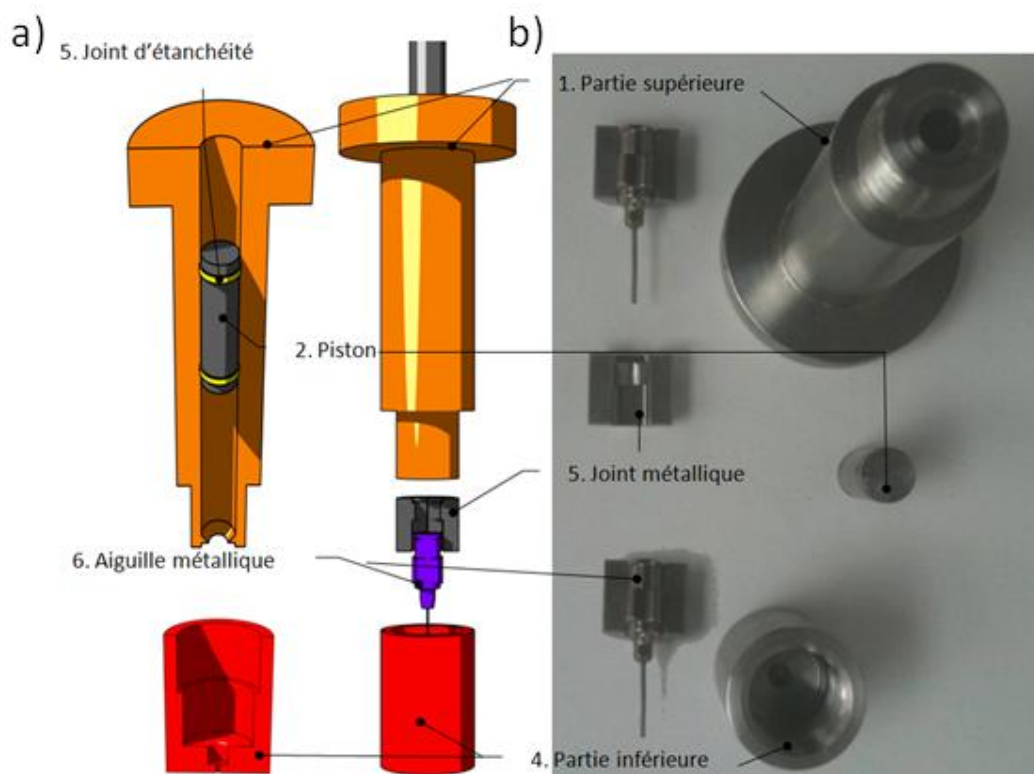 a)
b)
5. Joint d'étanchéité
1. Partie supérieure
2. Piston
5. Joint métallique
6. Aiguille métallique
4. Partie inférieure